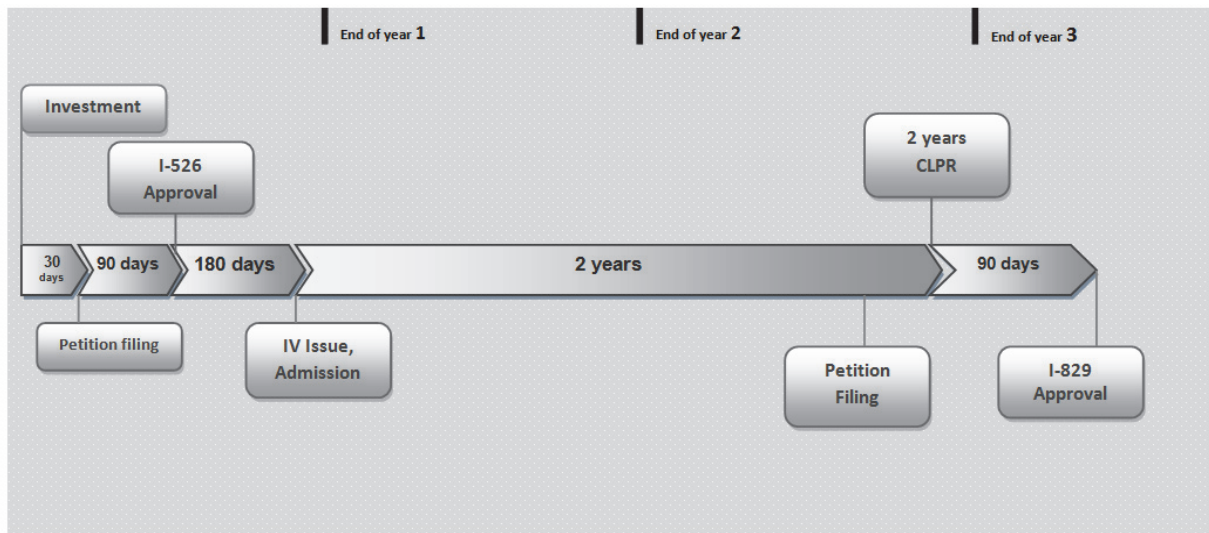 End of year 1
End of year 2
End of year 3
Investment
I-526
Approval
2 years
CLPR
30
days
90 days
180 days
2 years
90 days
Petition filing
IV Issue,
Admission
Petition
Filing
I-829
Approval